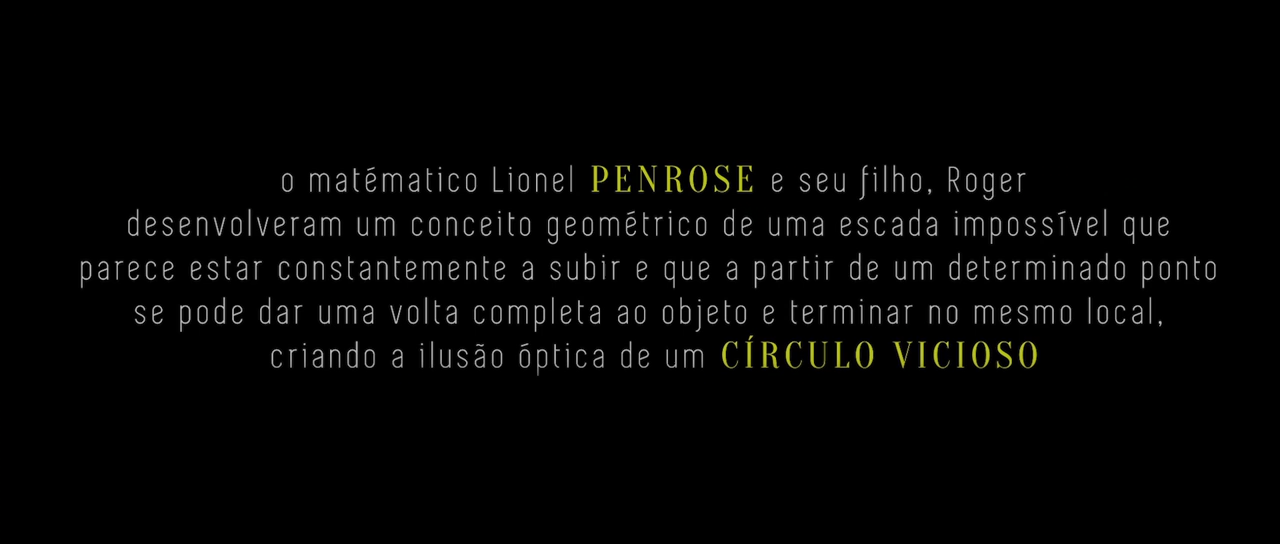 o matématico Lionel PENROSE e seu filho, Roger
desenvolveram um conceito geométrico de uma escada impossível que
parece estar constantemente a subir e que a partir de um determinado ponto
se pode dar uma volta completa ao objeto e terminar no mesmo local,
criando a ilusão óptica de um CÍRCULO VICIOSO